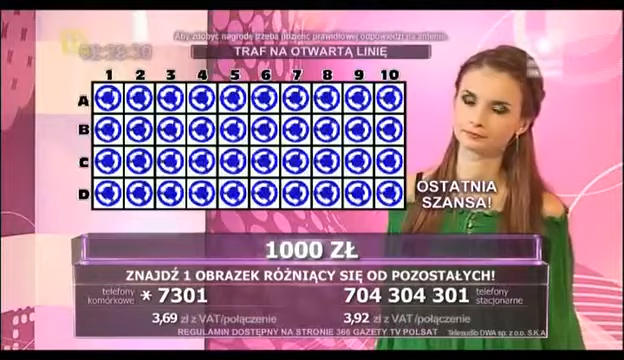 Aby zdobyć nagrodę trzeba udzielić prawidłowej odpowiedzi na antenie
TRAF NA OTWARTĄ LINIĘ
1 2 3 4 5 6 7 8 9 10
A
B
C
D
OSTATNIA
SZANSA!
1000 ZŁ
ZNAJDŹ 1 OBRAZEK RÓŻNIĄCY SIĘ OD POZOSTAŁYCH!
telefony komórkowe * 7301 704 304 301 telefony stacjonarne
3,69 zł z VAT/połączenie 3,92 zł z VAT/połączenie
REGULAMIN DOSTĘPNY NA STRONIE 366 GAZETY TV POLSAT Teleaudio DWA sp. z o.o. S.K.A